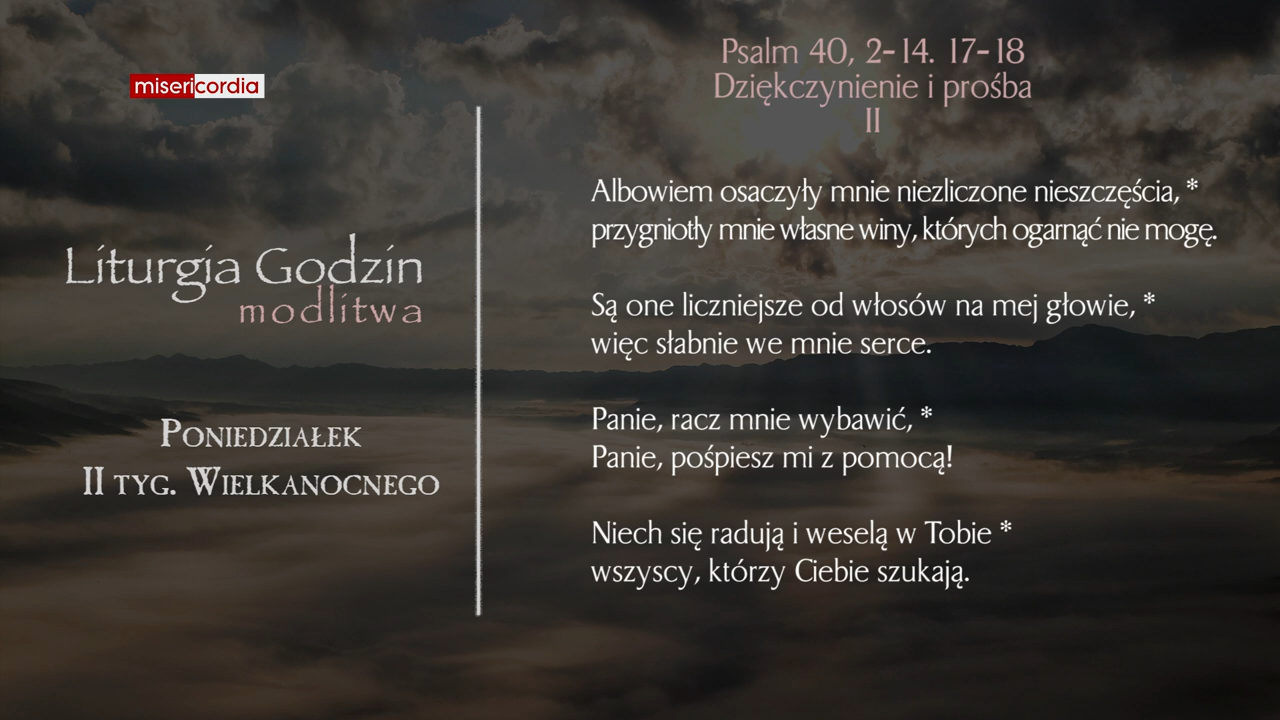 misericordia
Liturgia Godzin
modlitwa
Poniedziałek
II tyg. Wielkanocnego
Psalm 40, 2-14. 17-18
Dziękczynienie i prośba
II
Albowiem osaczyły mnie niezliczone nieszczęścia, *
przygniotły mnie własne winy, których ogarnąć nie mogę.
Są one liczniejsze od włosów na mej głowie, *
więc słabnie we mnie serce.
Panie, racz mnie wybawić, *
Panie, pośpiesz mi z pomocą!
Niech się radują i weselą w Tobie *
wszyscy, którzy Ciebie szukają.